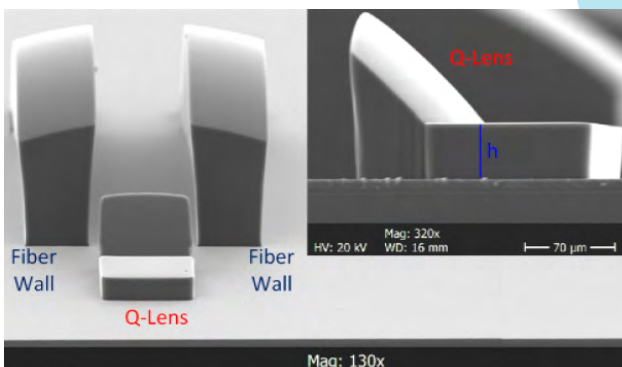 Q-Lens
h
Mag: 320x
HV: 20 kV WD: 16 mm
70 µm
Fiber
Wall
Fiber
Wall
Q-Lens
Mag: 130x